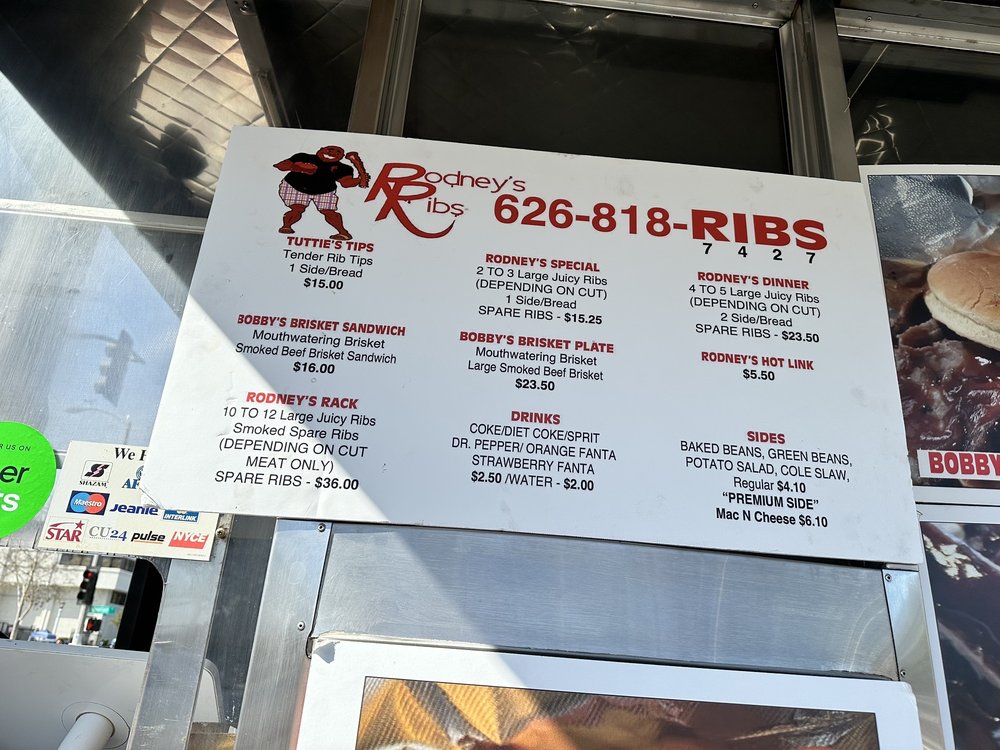 Rodney's
Ribs
626-818-RIBS
7 4 2 7
TUTTIE'S TIPS
Tender Rib Tips
1 Side/Bread
$15.00
RODNEY'S SPECIAL
2 TO 3 Large Juicy Ribs
(DEPENDING ON CUT)
1 Side/Bread
SPARE RIBS - $15.25
RODNEY'S DINNER
4 TO 5 Large Juicy Ribs
(DEPENDING ON CUT)
2 Side/Bread
SPARE RIBS - $23.50
BOBBY'S BRISKET SANDWICH
Mouthwatering Brisket
Smoked Beef Brisket Sandwich
$16.00
BOBBY'S BRISKET PLATE
Mouthwatering Brisket
Large Smoked Beef Brisket
$23.50
RODNEY'S HOT LINK
$5.50
RODNEY'S RACK
10 TO 12 Large Juicy Ribs
Smoked Spare Ribs
(DEPENDING ON CUT
MEAT ONLY)
SPARE RIBS - $36.00
DRINKS
COKE/DIET COKE/SPRIT
DR. PEPPER/ ORANGE FANTA
STRAWBERRY FANTA
$2.50 /WATER - $2.00
SIDES
BAKED BEANS, GREEN BEANS,
POTATO SALAD, COLE SLAW,
Regular $4.10
"PREMIUM SIDE"
Mac N Cheese $6.10
BOBBY
US ON
We
SHAZAM
Maestro
Jeanie
INTERLINK
STAR
CU24
pulse
NYCE